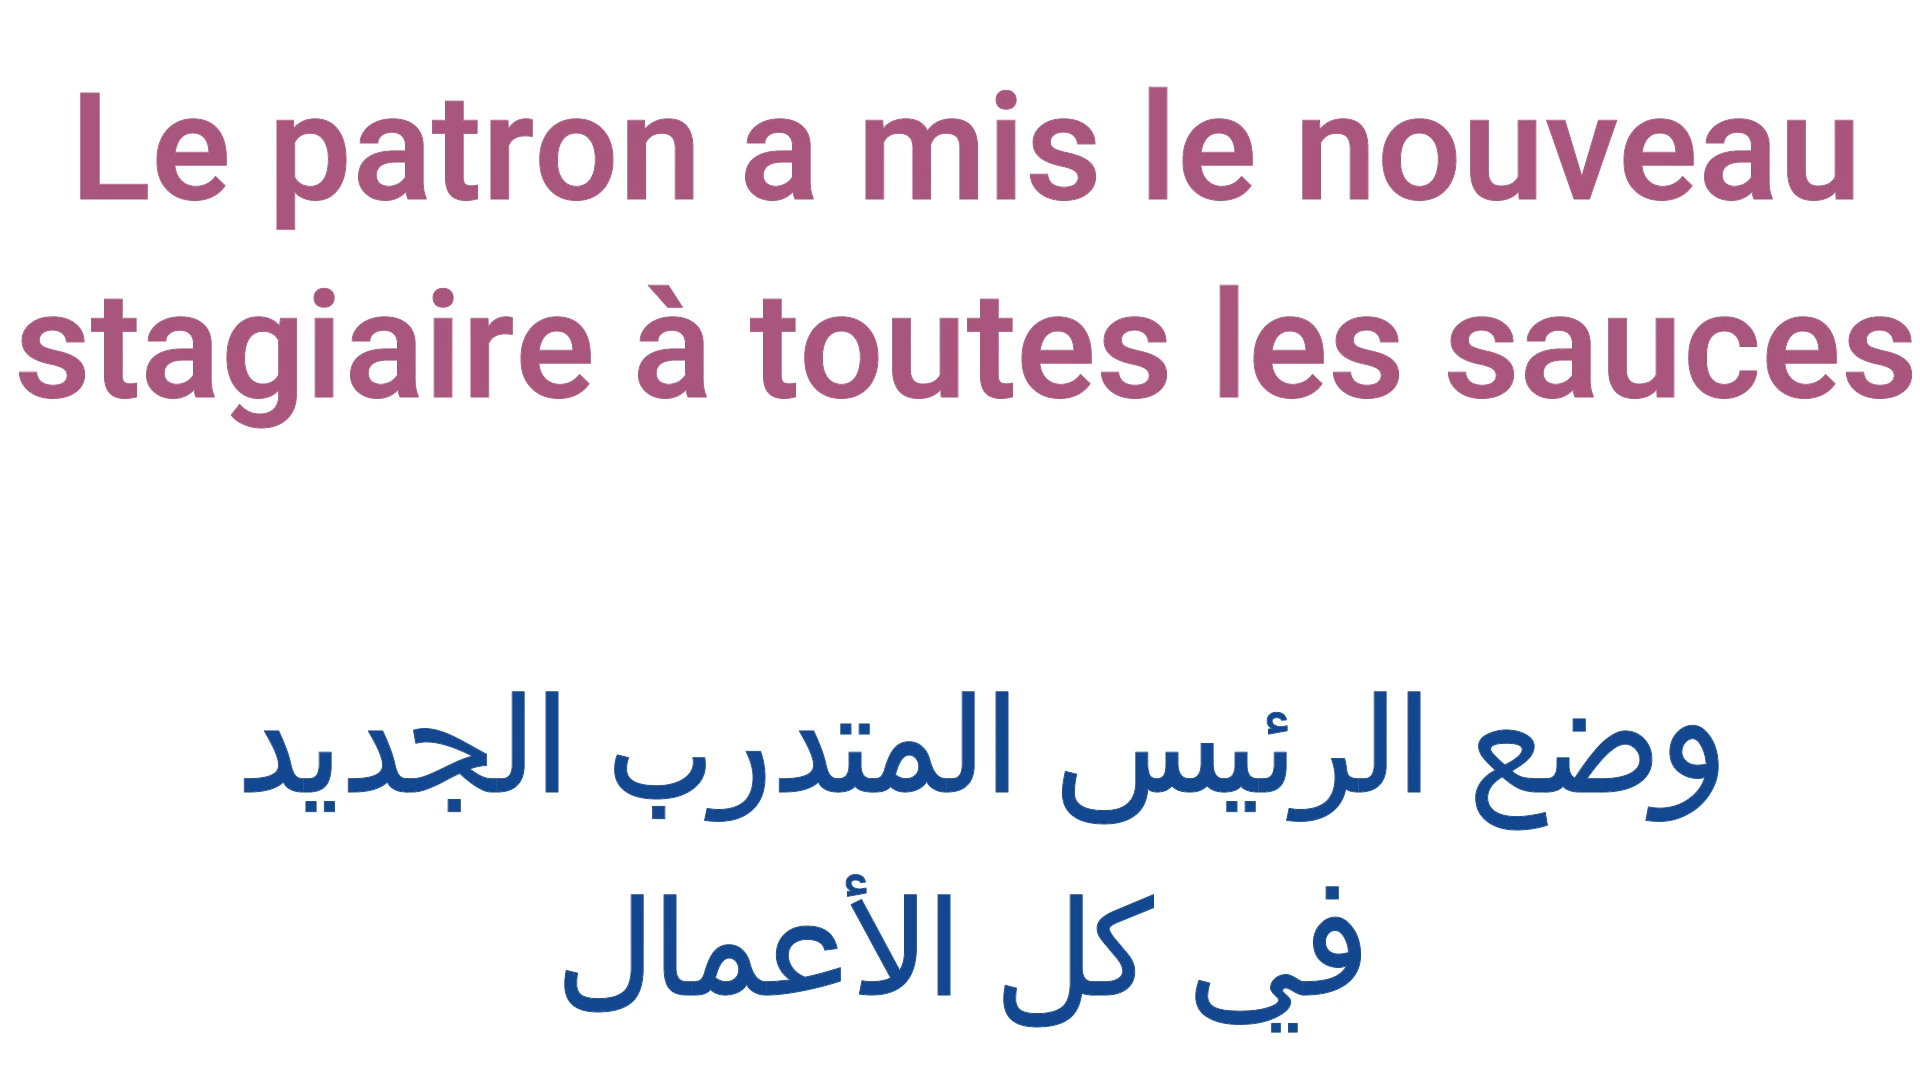 Le patron a mis le nouveau
stagiaire à toutes les sauces
وضع الرئيس المتدرب الجديد
في كل الأعمال